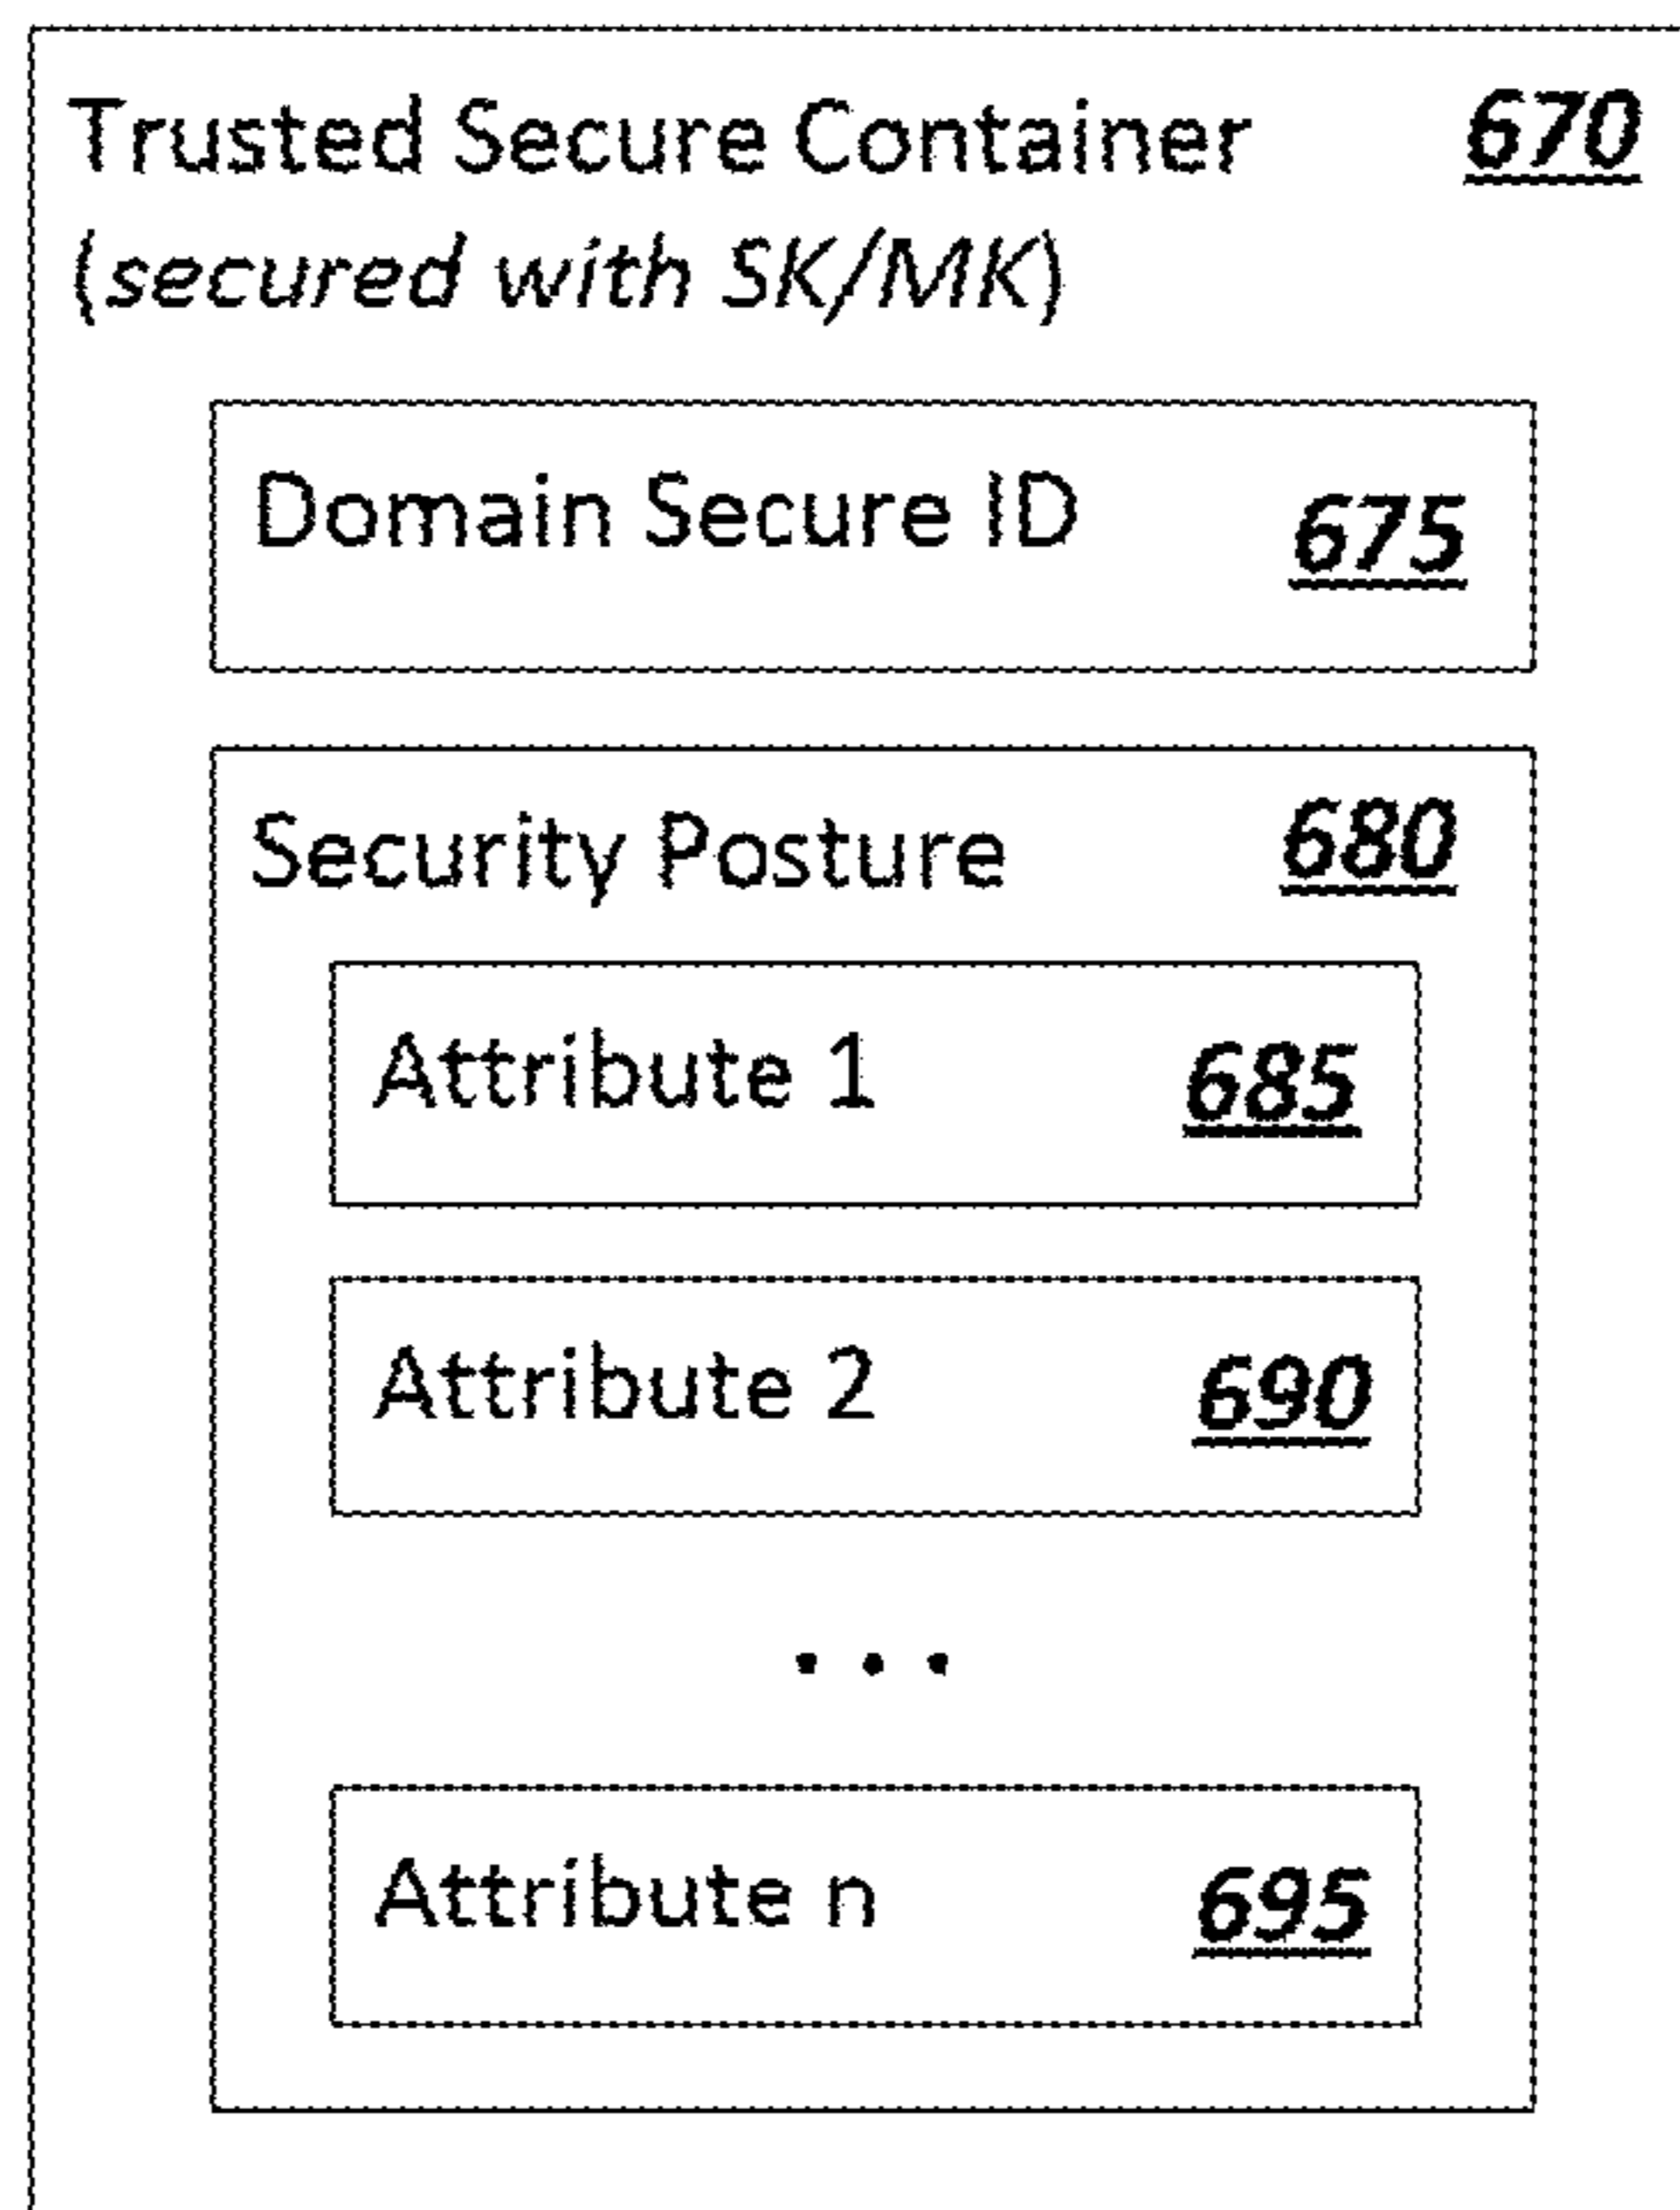 Trusted Secure Container 670
(secured with SK/MK)
Domain Secure ID 675
Security Posture 680
Attribute 1 685
Attribute 2 690
...
Attribute n 695